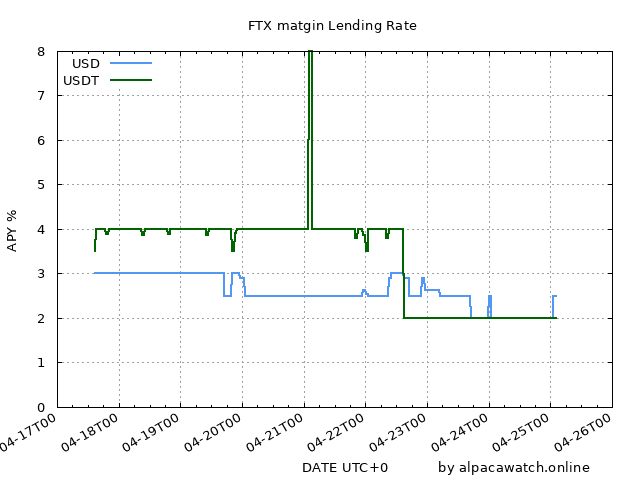 FTX matgin Lending Rate
USD
USDT
8
7
6
5
4
3
2
1
0
APY %
04-17T00
04-18T00
04-19T00
04-20T00
04-21T00
04-22T00
04-23T00
04-24T00
04-25T00
04-26T00
DATE UTC+0
by alpacawatch.online